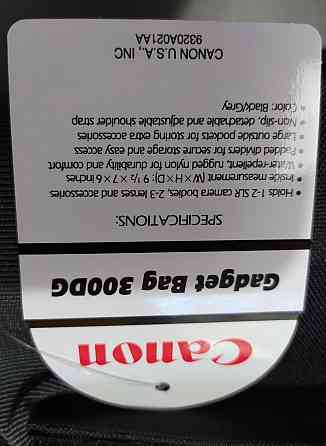 Canon
Gadget Bag 300DG
SPECIFICATIONS:
• Holds 1-2 SLR camera bodies, 2-3 lenses and accessories
• Inside measurement [W×H×D]: 9 ½ × 7 × 6 inches
• Water-repellent, rugged nylon for durability and comfort
• Padded dividers for secure storage and easy access
• Large outside pockets for storing extra accessories
• Non-slip, detachable and adjustable shoulder strap
• Color: Black/Grey
CANON U.S.A., INC
9320A021AA